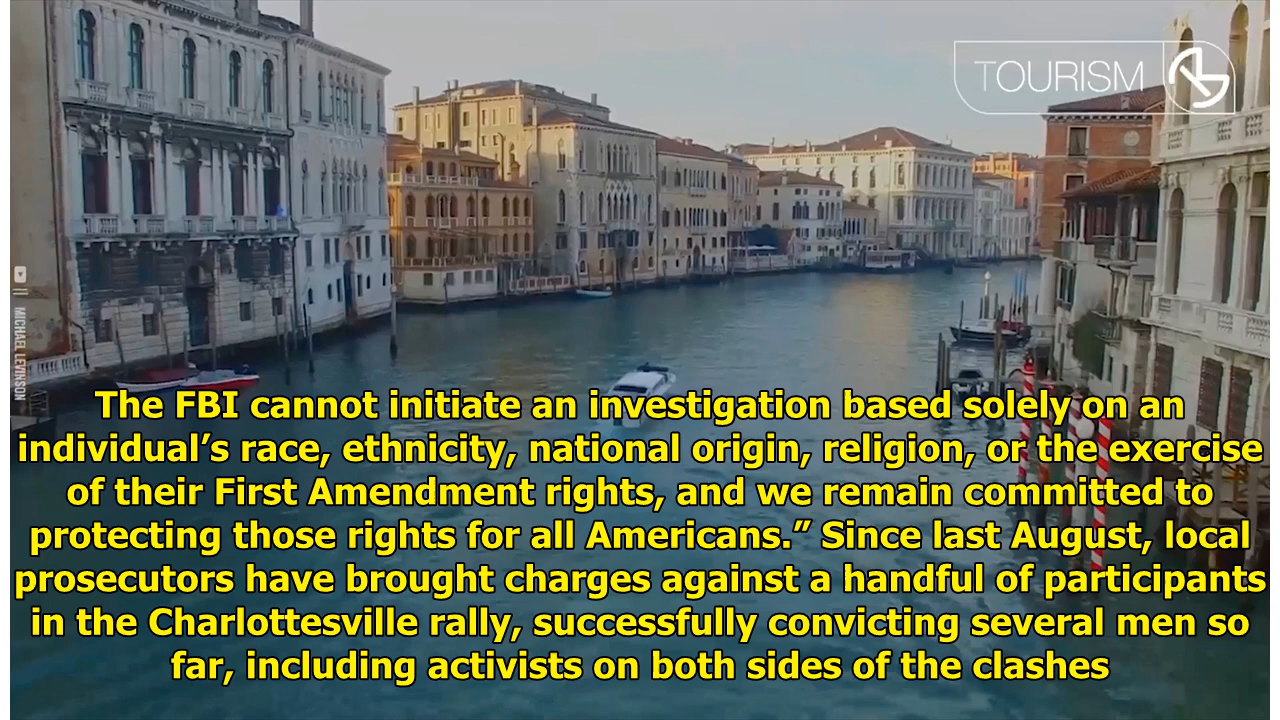 TOURISM
MICHAEL LEVINSON
The FBI cannot initiate an investigation based solely on an
individual’s race, ethnicity, national origin, religion, or the exercise
of their First Amendment rights, and we remain committed to
protecting those rights for all Americans.” Since last August, local
prosecutors have brought charges against a handful of participants
in the Charlottesville rally, successfully convicting several men so
far, including activists on both sides of the clashes